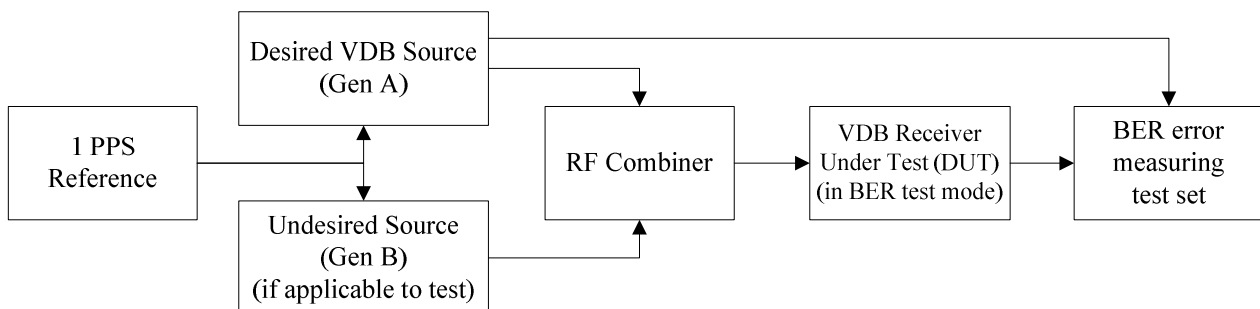 1 PPS
Reference
Desired VDB Source
(Gen A)
Undesired Source
(Gen B)
(if applicable to test)
RF Combiner
VDB Receiver
Under Test (DUT)
(in BER test mode)
BER error
measuring
test set